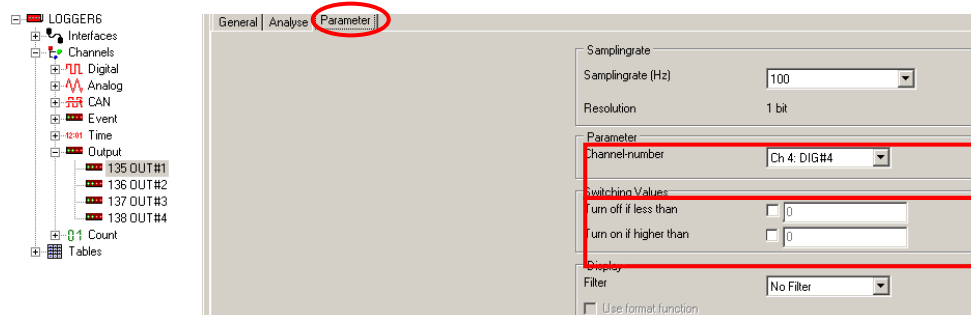 LOGGER6
Interfaces
Channels
Digital
Analog
CAN
Event
12:01 Time
Output
135 OUT#1
136 OUT#2
137 OUT#3
138 OUT#4
Count
Tables
General Analyse Parameter
Samplingrate
Samplingrate (Hz) 100
Resolution 1 bit
Parameter
Channel-number Ch 4: DIG#4
Switching Values
Turn off if less than 0
Turn on if higher than 0
Display
Filter No Filter
Use format function